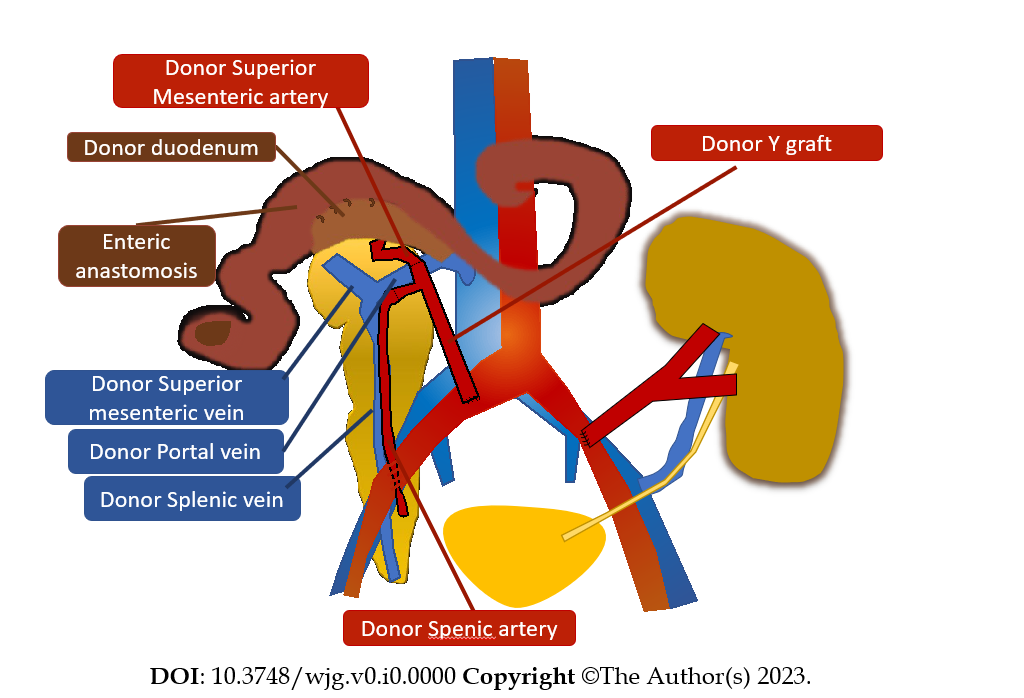 Donor Superior
Mesenteric artery
Donor duodenum
Donor Y graft
Enteric
anastomosis
Donor Superior
mesenteric vein
Donor Portal vein
Donor Splenic vein
Donor Spenic artery
DOI: 10.3748/wjg.v0.i0.0000 Copyright ©The Author(s) 2023.